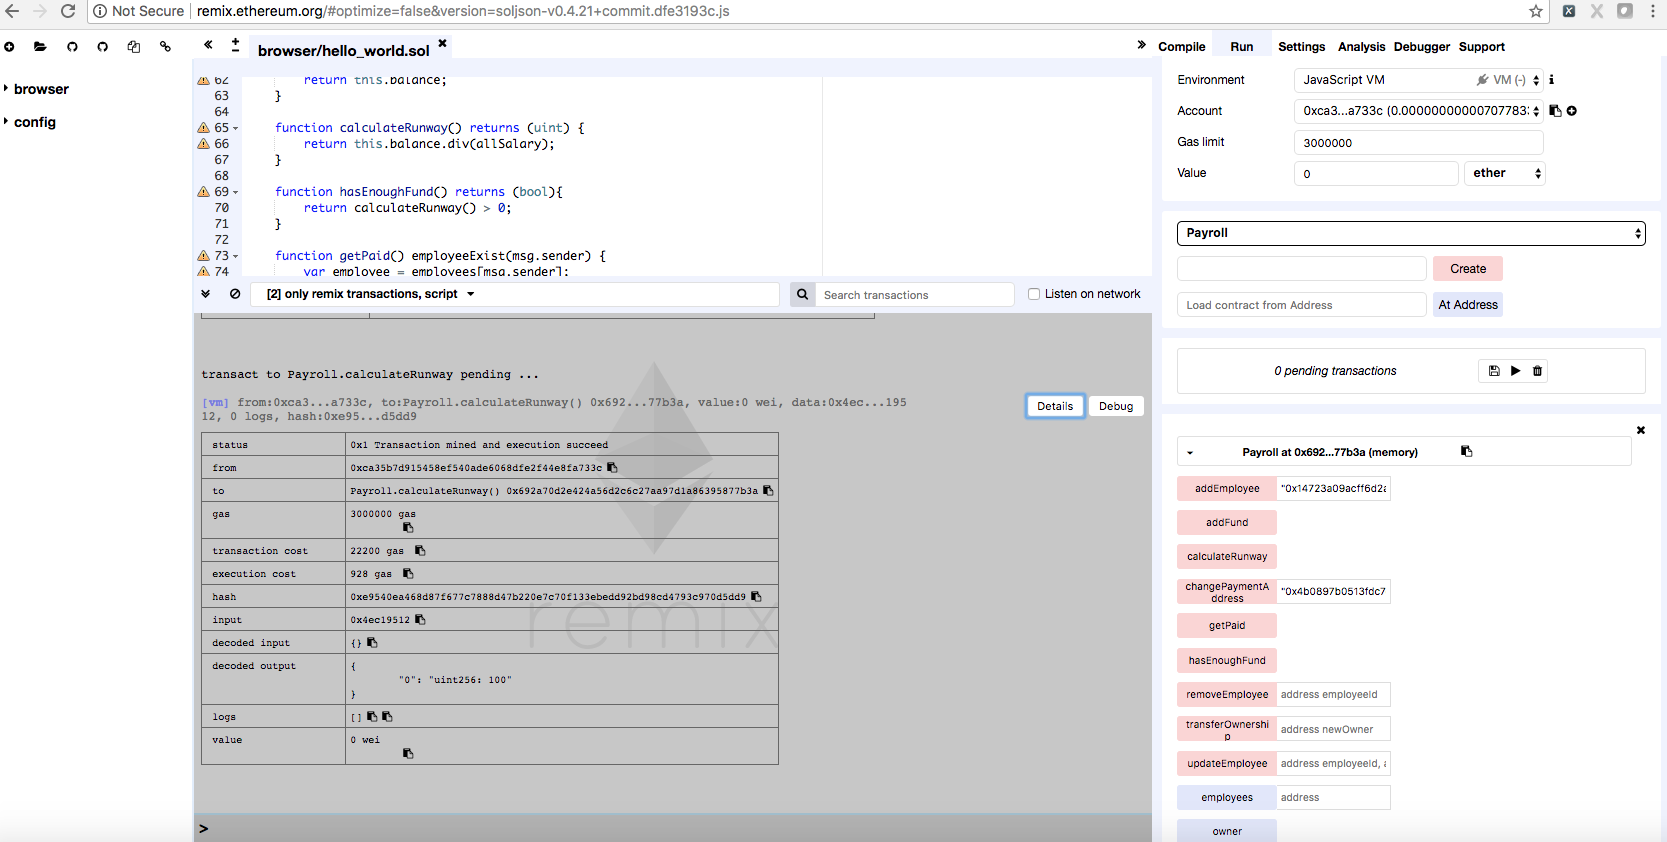 Not Secure | remix.ethereum.org/#optimize=false&version=soljson-v0.4.21+commit.dfe3193c.js
browser
config
browser/hello_world.sol
62 return this.balance;
63 }
64
65 function calculateRunway() returns (uint) {
66 return this.balance.div(allSalary);
67 }
68
69 function hasEnoughFund() returns (bool){
70 return calculateRunway() > 0;
71 }
72
73 function getPaid() employeeExist(msg.sender) {
74 var employee = employees[msg.sender];
[2] only remix transactions, script
Search transactions
Listen on network
transact to Payroll.calculateRunway pending ...
[vm] from:0xca3...a733c, to:Payroll.calculateRunway() 0x692...77b3a, value:0 wei, data:0x4ec...195
12, 0 logs, hash:0xe95...d5dd9
Details
Debug
status 0x1 Transaction mined and execution succeed
from 0xca35b7d915458ef540ade6068dfe2f44e8fa733c
to Payroll.calculateRunway() 0x692a70d2e424a56d2c6c27aa97d1a86395877b3a
gas 3000000 gas
transaction cost 22200 gas
execution cost 928 gas
hash 0xe9540ea468d87f677c7888d47b220e7c70f133ebedd92bd98cd4793c970d5dd9
input 0x4ec19512
decoded input {}
decoded output {
"0": "uint256: 100"
}
logs []
value 0 wei
remix
>
Compile Run Settings Analysis Debugger Support
Environment JavaScript VM VM (-)
Account 0xca3...a733c (0.00000000000707783
Gas limit 3000000
Value 0 ether
Payroll
Create
Load contract from Address At Address
0 pending transactions
Payroll at 0x692...77b3a (memory)
addEmployee "0x14723a09acff6d2a
addFund
calculateRunway
changePaymentA
ddress "0x4b0897b0513fdc7
getPaid
hasEnoughFund
removeEmployee address employeeId
transferOwnershi
p address newOwner
updateEmployee address employeeId, a
employees address
owner